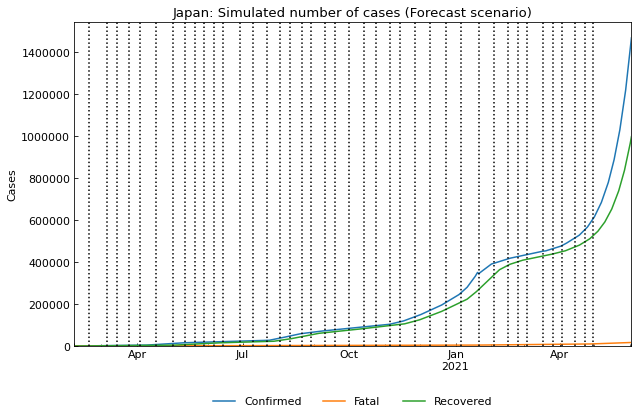 Japan: Simulated number of cases (Forecast scenario)
Cases
1400000
1200000
1000000
800000
600000
400000
200000
0
Apr Jul Oct Jan Apr
2021
Confirmed Fatal Recovered